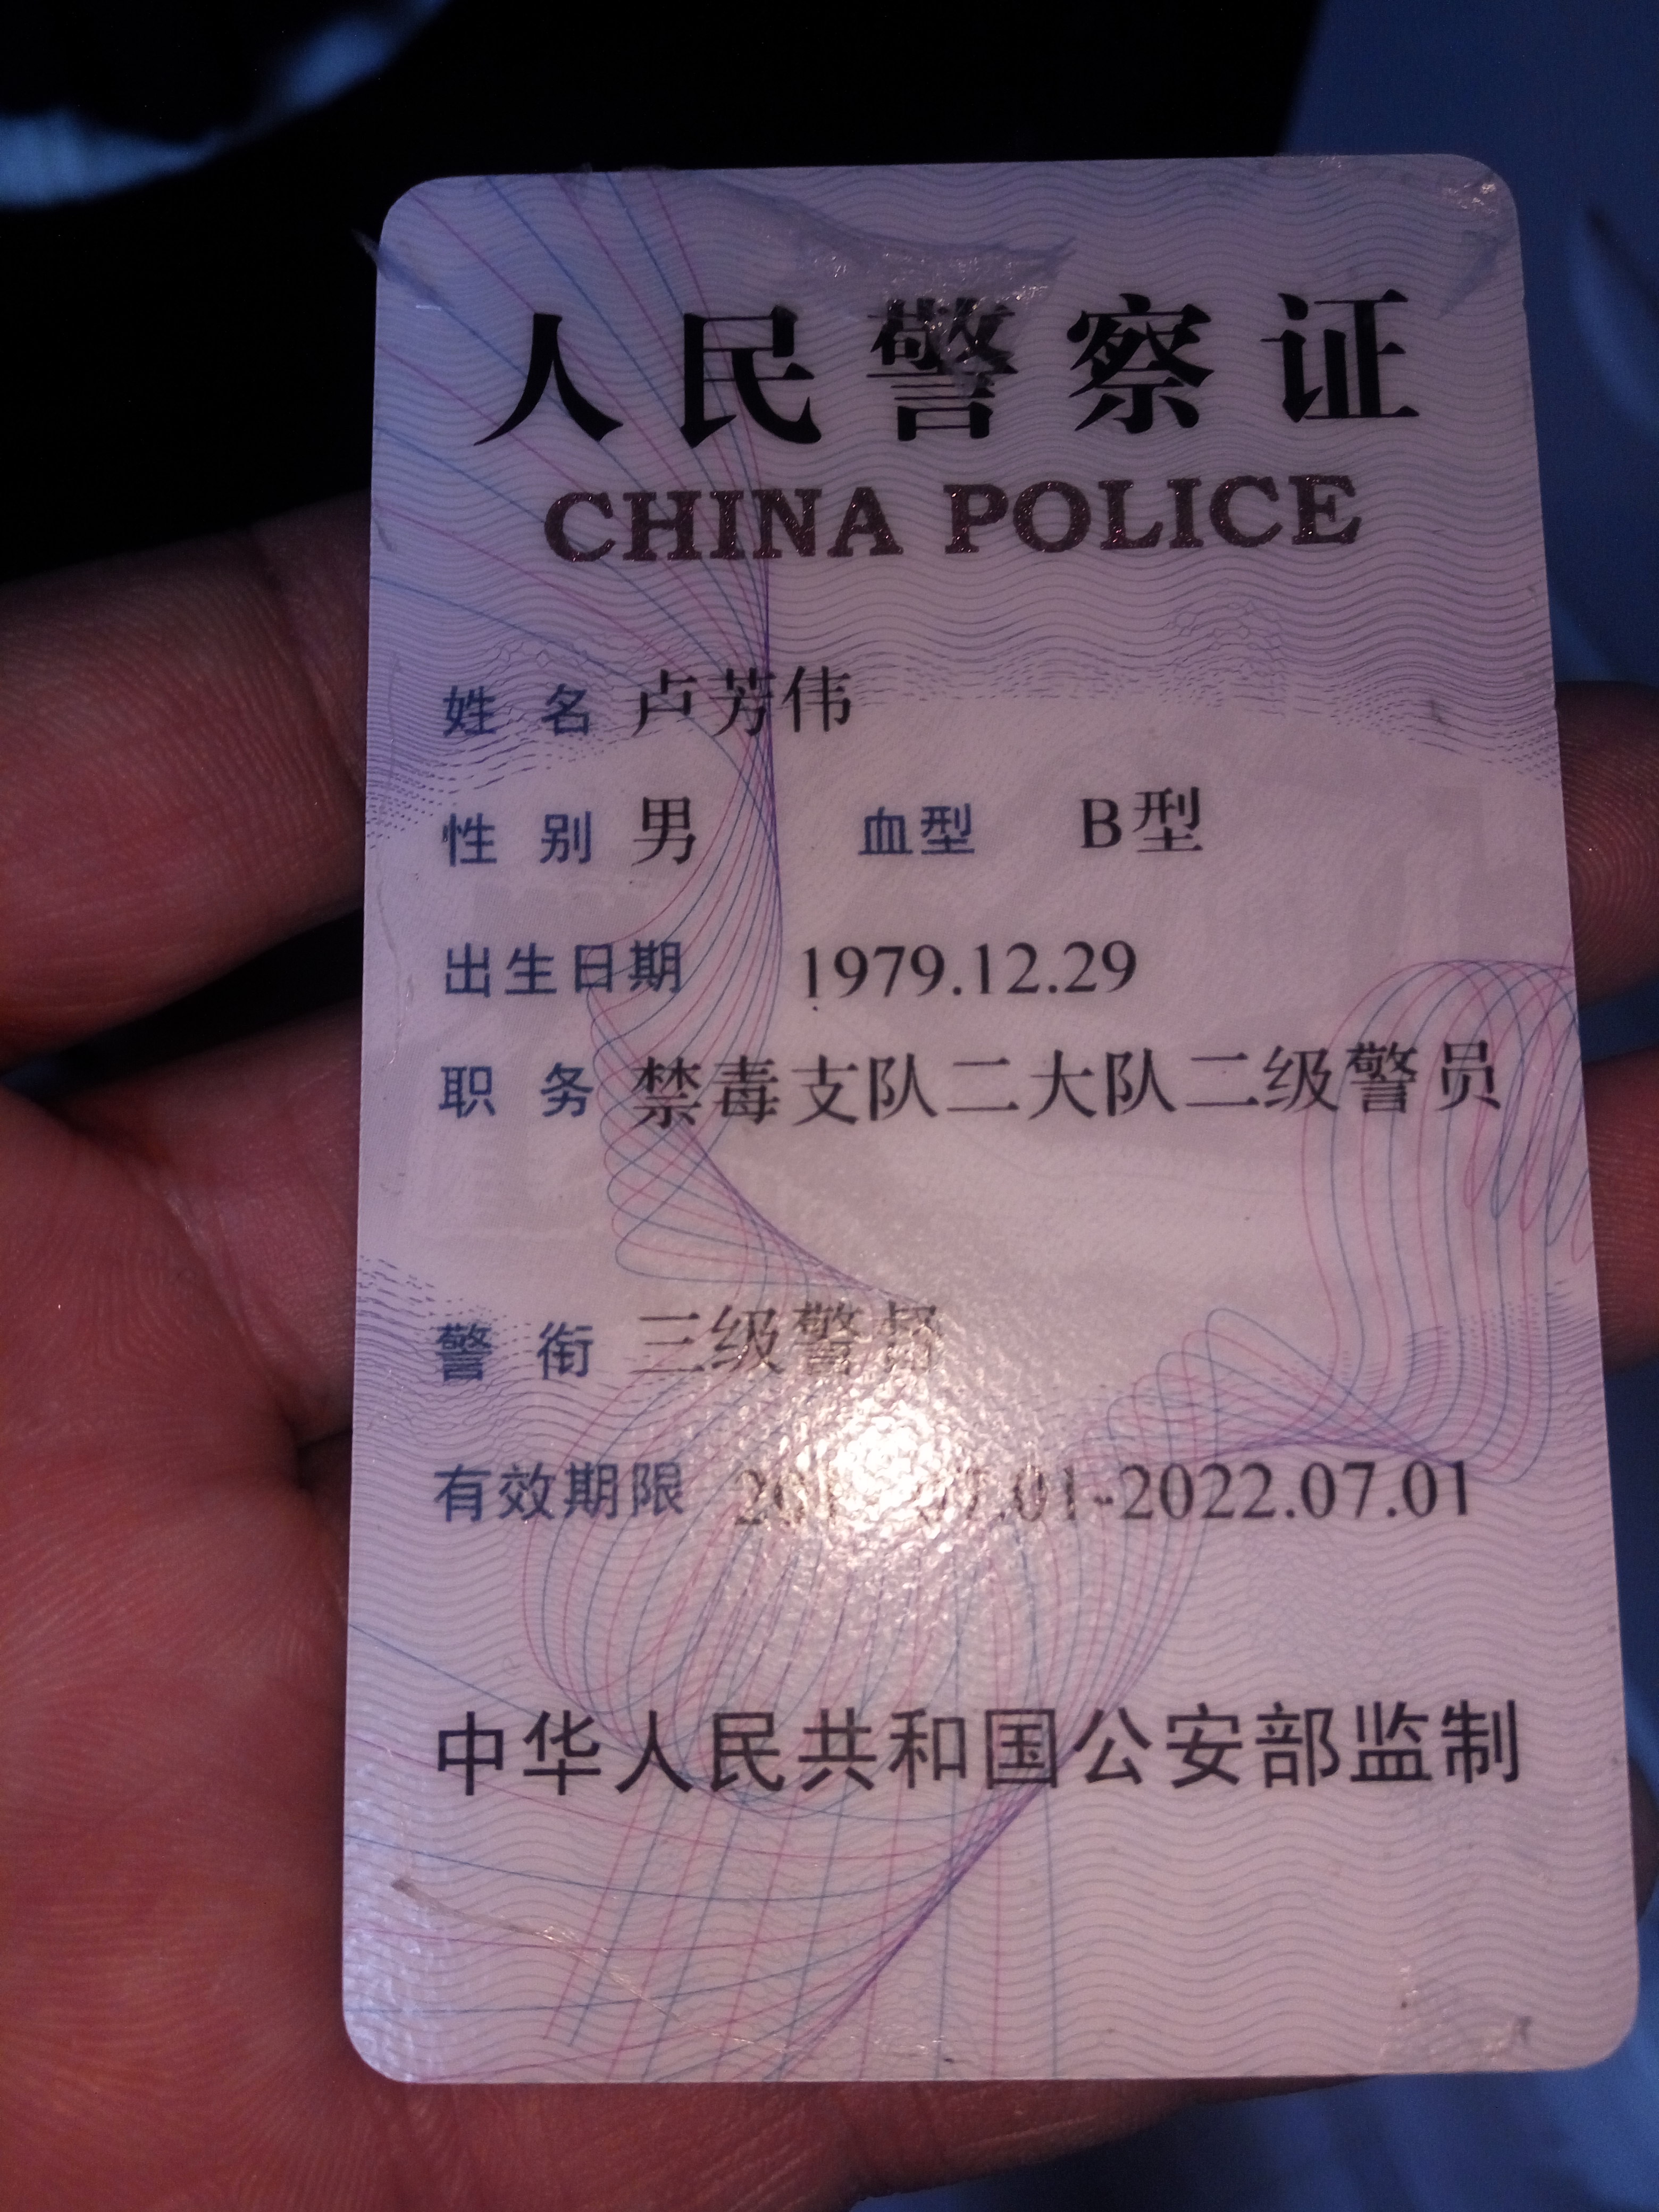 人民警察证
CHINA POLICE
姓名 卢芳伟
性别 男 血型 B型
出生日期 1979.12.29
职务 禁毒支队二大队二级警员
警衔 三级警督
有效期限 -2022.07.01
中华人民共和国公安部监制